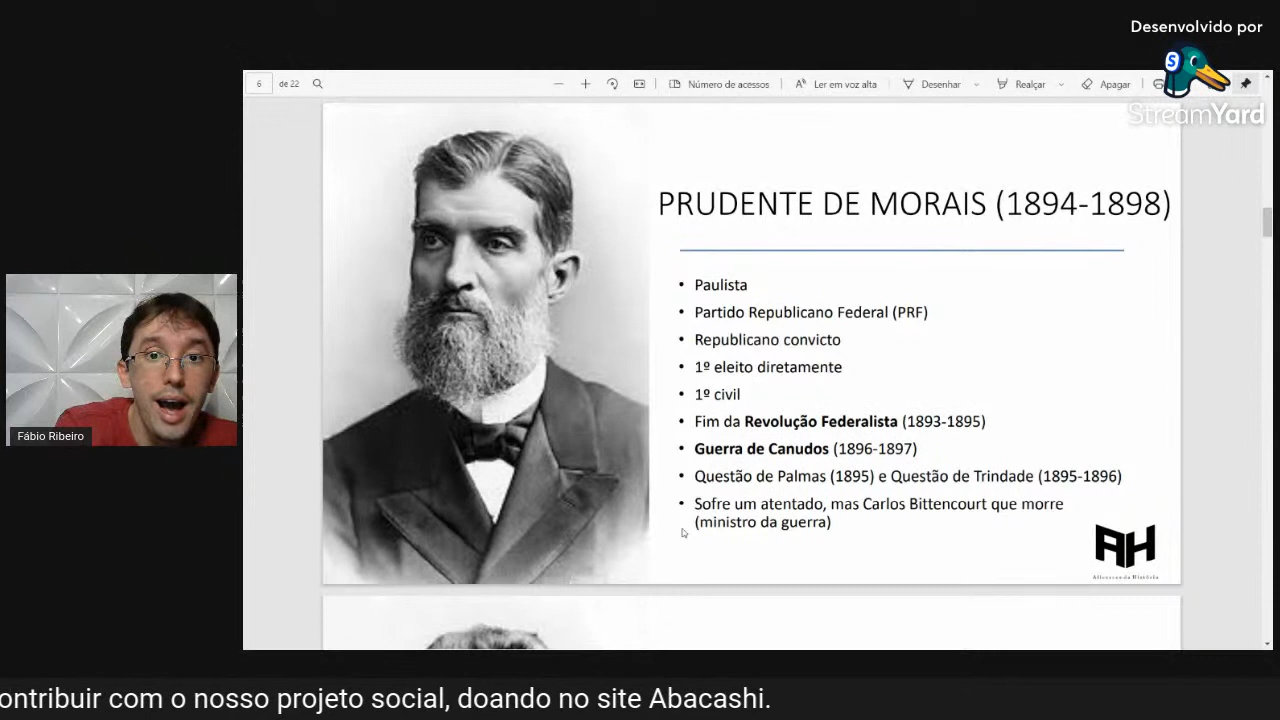 Desenvolvido por
S
StreamYard
6 de 22 Número de acessos Ler em voz alta Desenhar Realçar Apagar
PRUDENTE DE MORAIS (1894-1898)
• Paulista
• Partido Republicano Federal (PRF)
• Republicano convicto
• 1º eleito diretamente
• 1º civil
• Fim da Revolução Federalista (1893-1895)
• Guerra de Canudos (1896-1897)
• Questão de Palmas (1895) e Questão de Trindade (1895-1896)
• Sofre um atentado, mas Carlos Bittencourt que morre
(ministro da guerra)
AH
Fábio Ribeiro
ontribuir com o nosso projeto social, doando no site Abacashi.